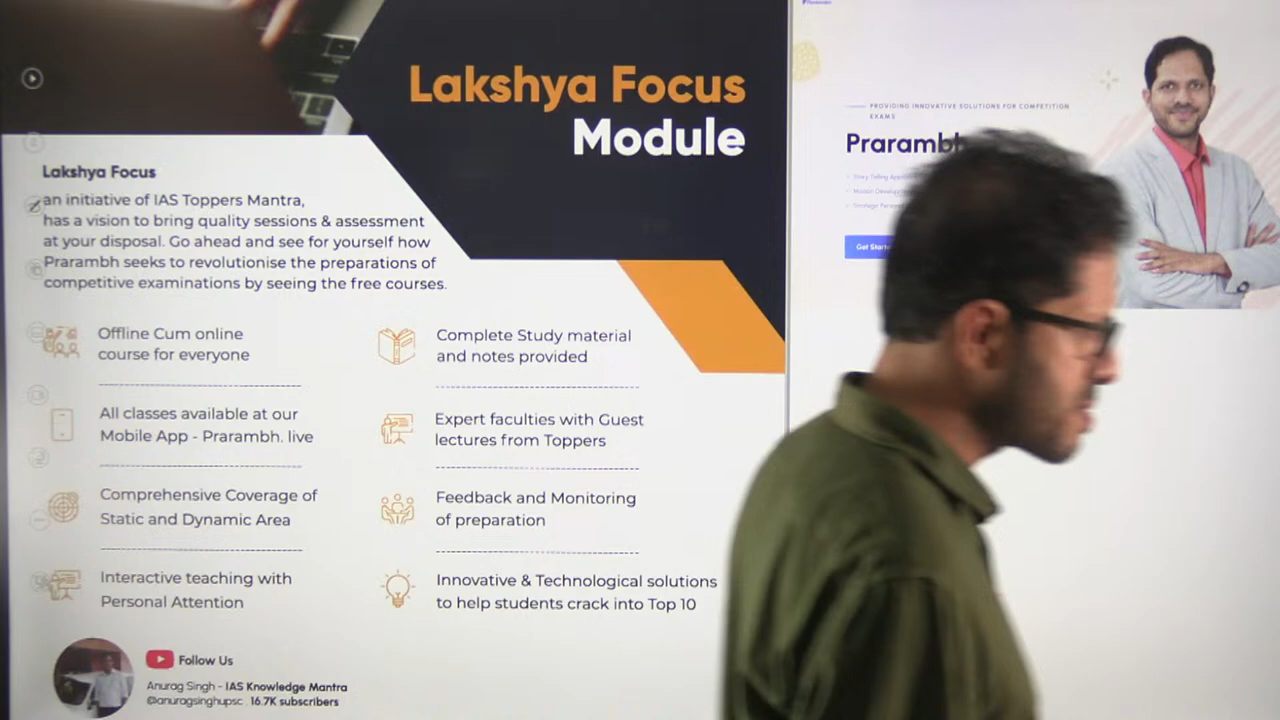 Lakshya Focus
Module
Lakshya Focus
an initiative of IAS Toppers Mantra,
has a vision to bring quality sessions & assessment
at your disposal. Go ahead and see for yourself how
Prarambh seeks to revolutionise the preparations of
competitive examinations by seeing the free courses.
Offline Cum online
course for everyone
All classes available at our
Mobile App - Prarambh. live
Comprehensive Coverage of
Static and Dynamic Area
Interactive teaching with
Personal Attention
Complete Study material
and notes provided
Expert faculties with Guest
lectures from Toppers
Feedback and Monitoring
of preparation
Innovative & Technological solutions
to help students crack into Top 10
Follow Us
Anurag Singh - IAS Knowledge Mantra
@anuragsinghupsc . 16.7K subscribers
PROVIDING INNOVATIVE SOLUTIONS FOR COMPETITION
EXAMS
Prarambh
Story Telling
Get